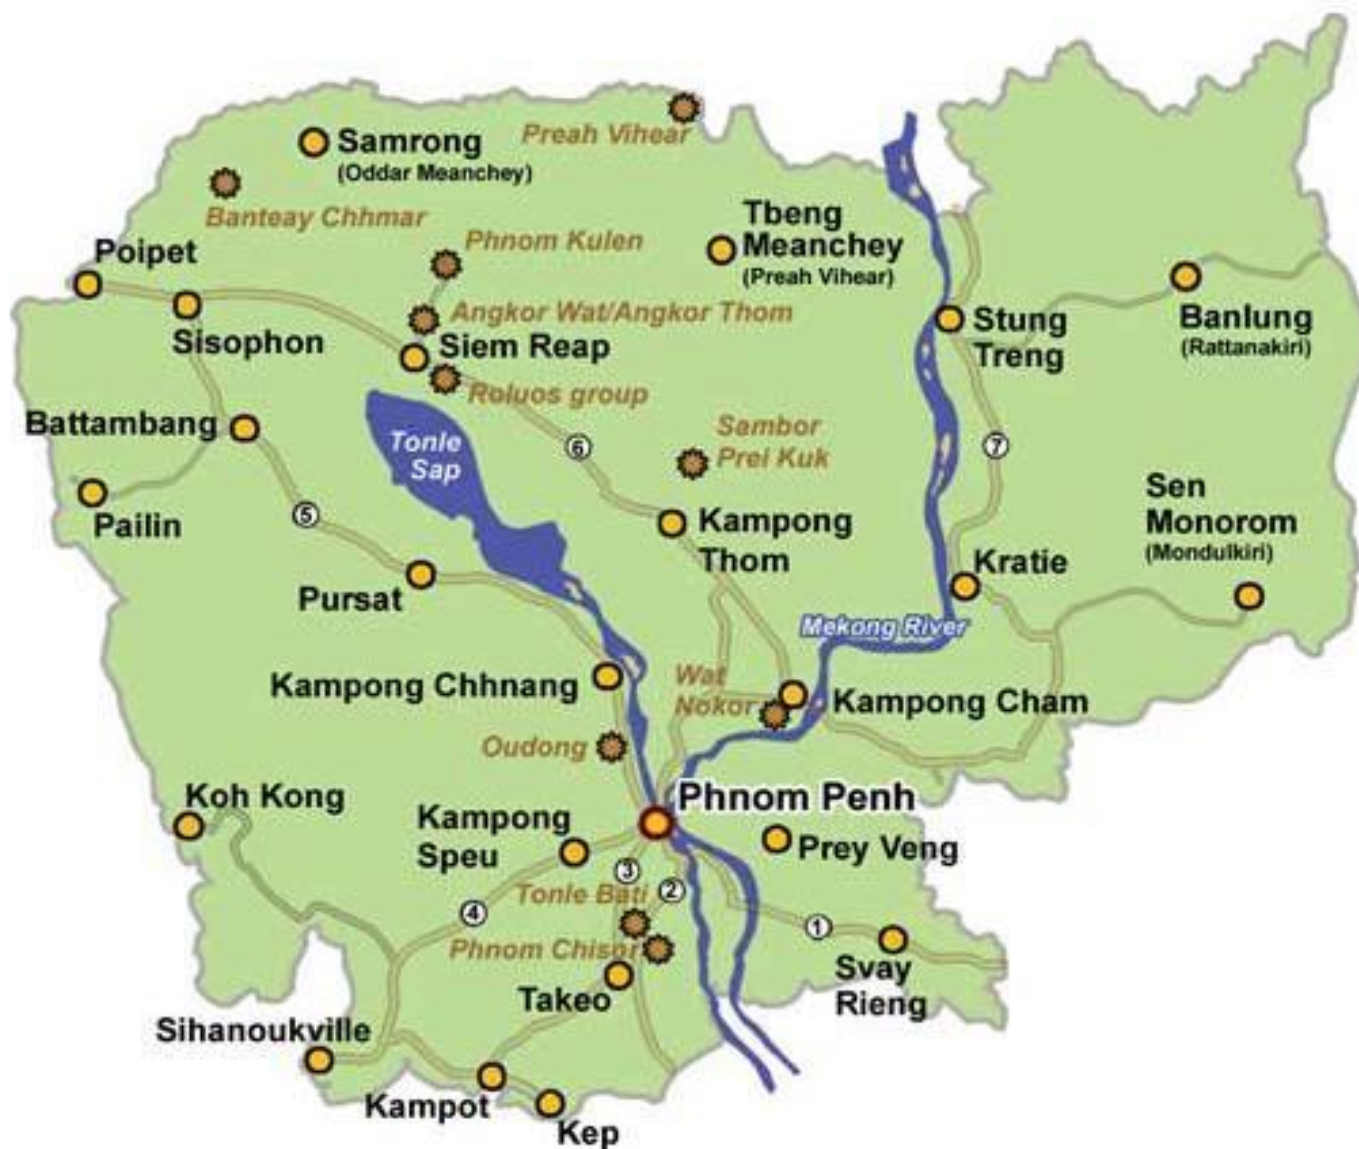 Preah Vihear
Samrong
(Oddar Meanchey)
Banteay Chhmar
Tbeng
Meanchey
(Preah Vihear)
Phnom Kulen
Poipet
Angkor Wat/Angkor Thom
Sisophon
Siem Reap
Stung
Treng
Banlung
(Rattanakiri)
Roluos group
Battambang
Tonle
Sap
6
Sambor
Prei Kuk
7
Pailin
5
Sen
Monorom
(Mondulkiri)
Kampong
Thom
Kratie
Pursat
Mekong River
Kampong Chhnang
Wat
Nokor
Kampong Cham
Oudong
Koh Kong
Phnom Penh
Kampong
Speu
Prey Veng
3
2
Tonle Bati
4
1
Phnom Chisor
Svay
Rieng
Takeo
Sihanoukville
Kampot
Kep